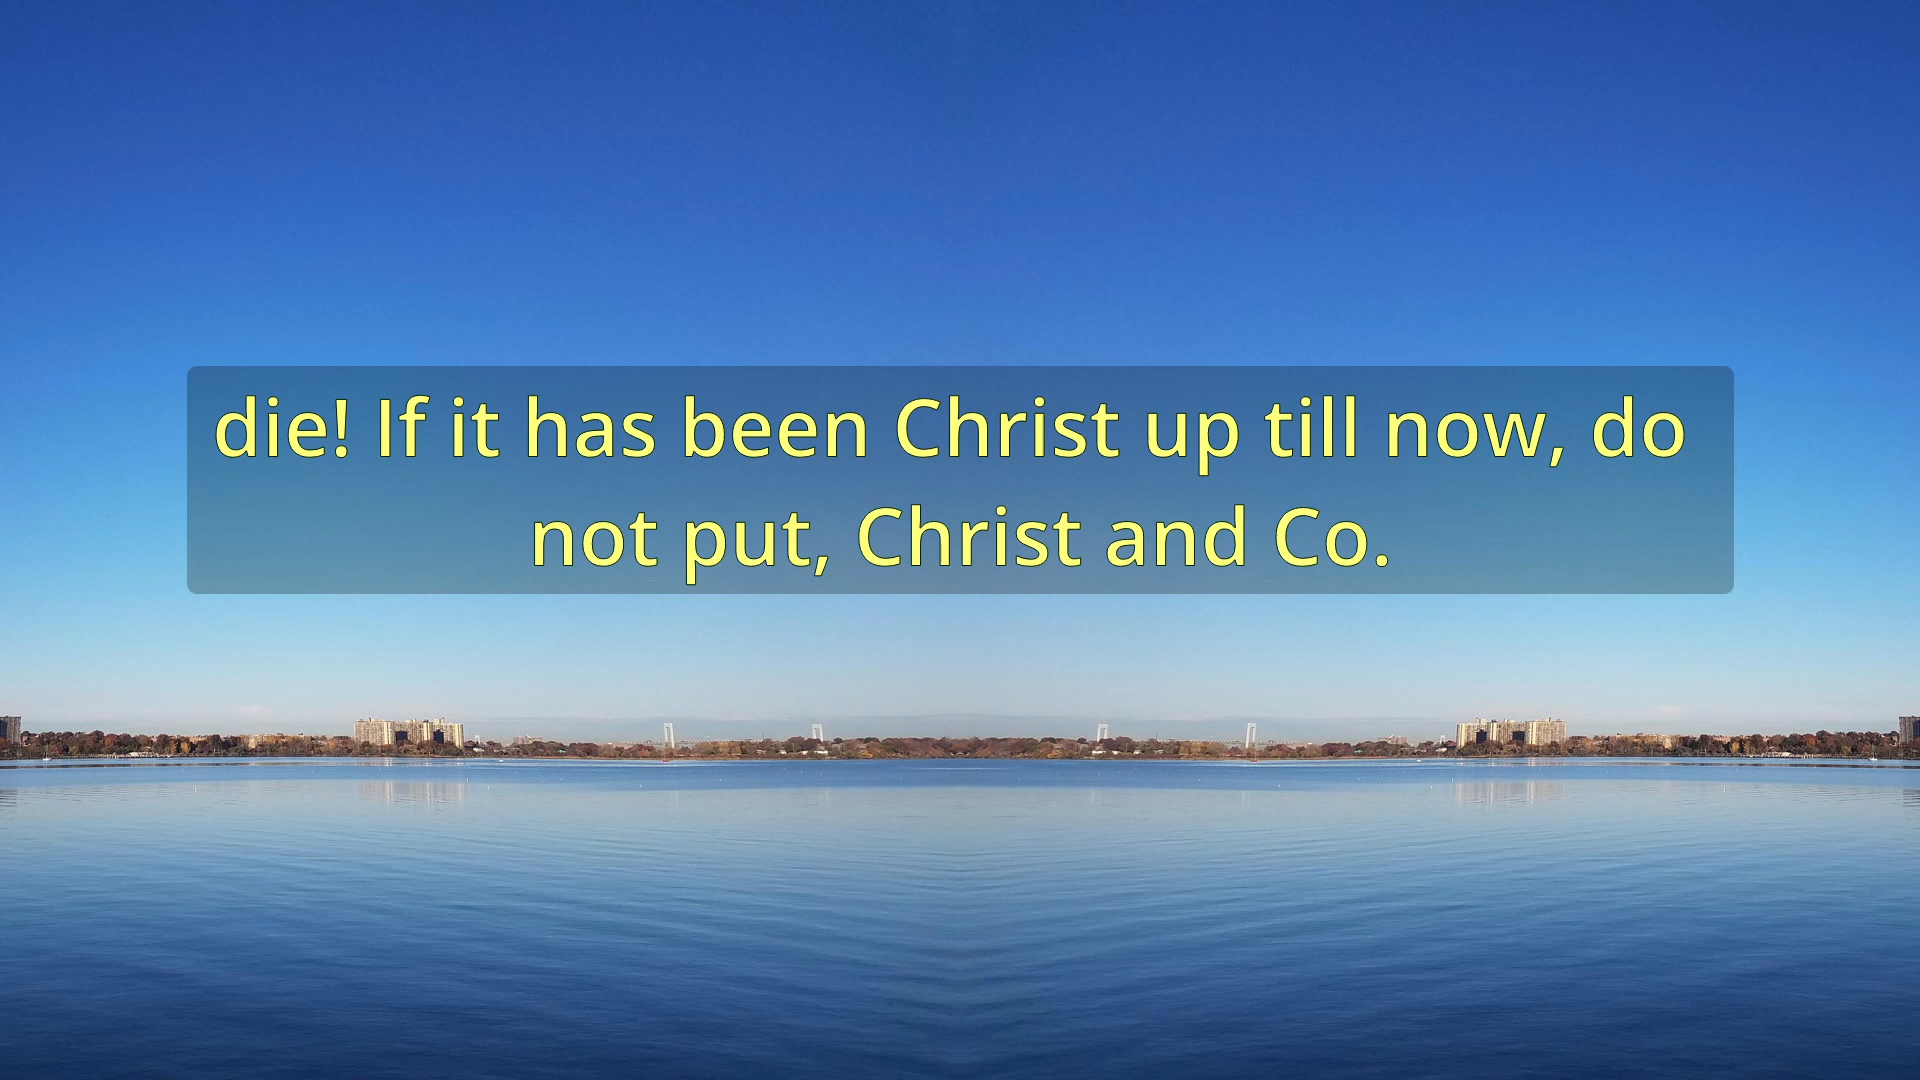 die! If it has been Christ up till now, do
not put, Christ and Co.